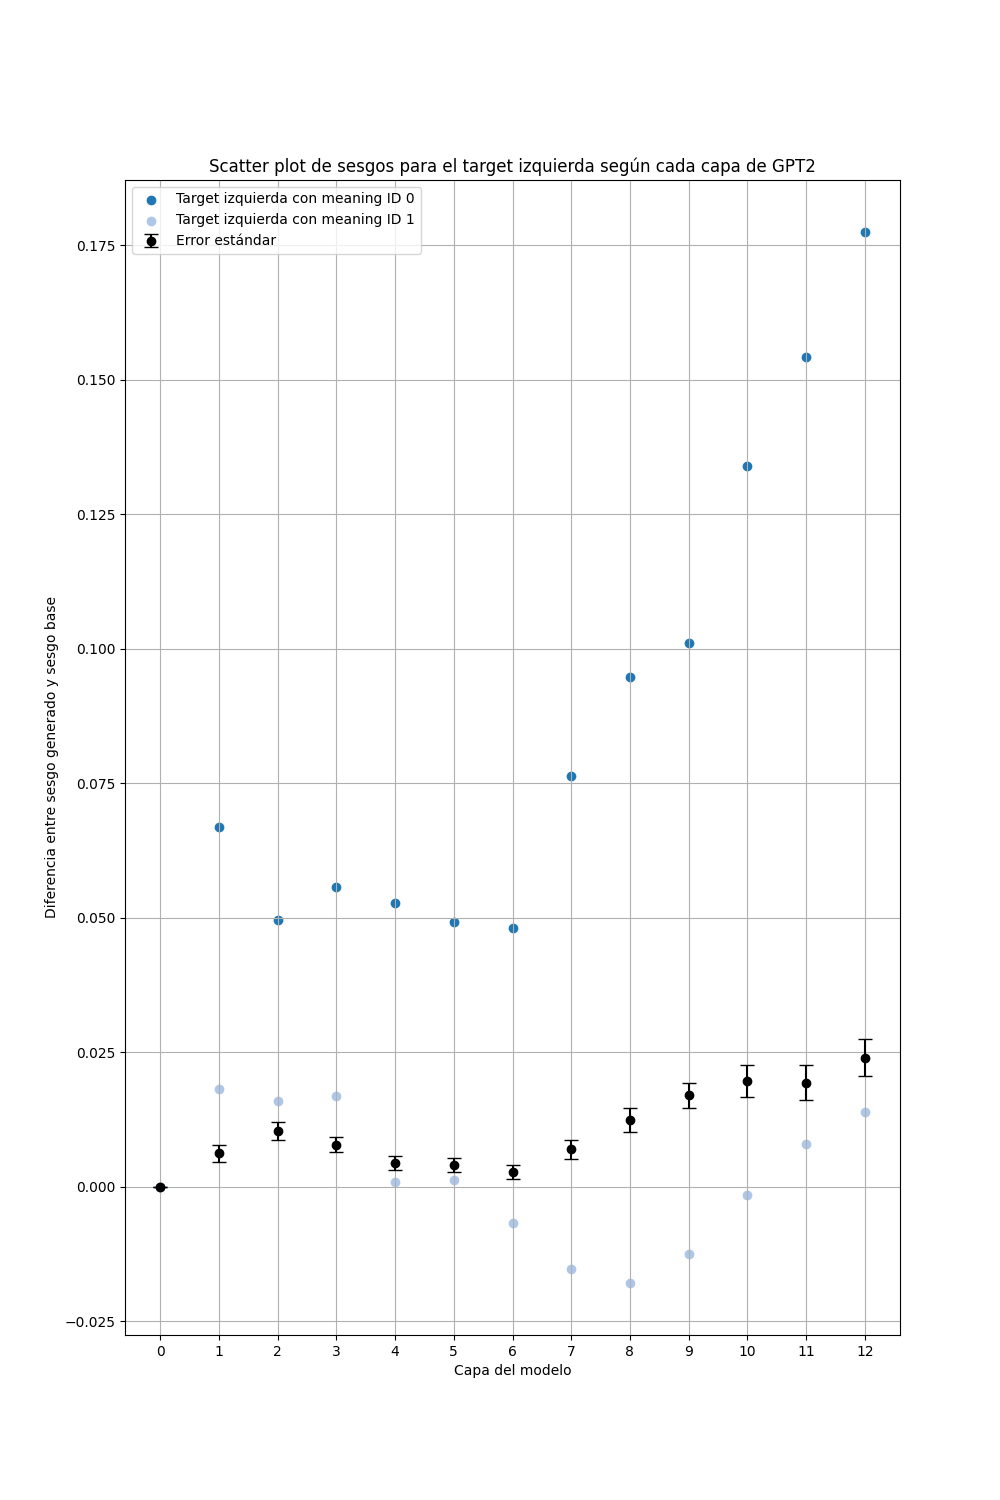 Scatter plot de sesgos para el target izquierda según cada capa de GPT2
Target izquierda con meaning ID 0
Target izquierda con meaning ID 1
Error estándar
Diferencia entre sesgo generado y sesgo base
0.175
0.150
0.125
0.100
0.075
0.050
0.025
0.000
−0.025
0 1 2 3 4 5 6 7 8 9 10 11 12
Capa del modelo